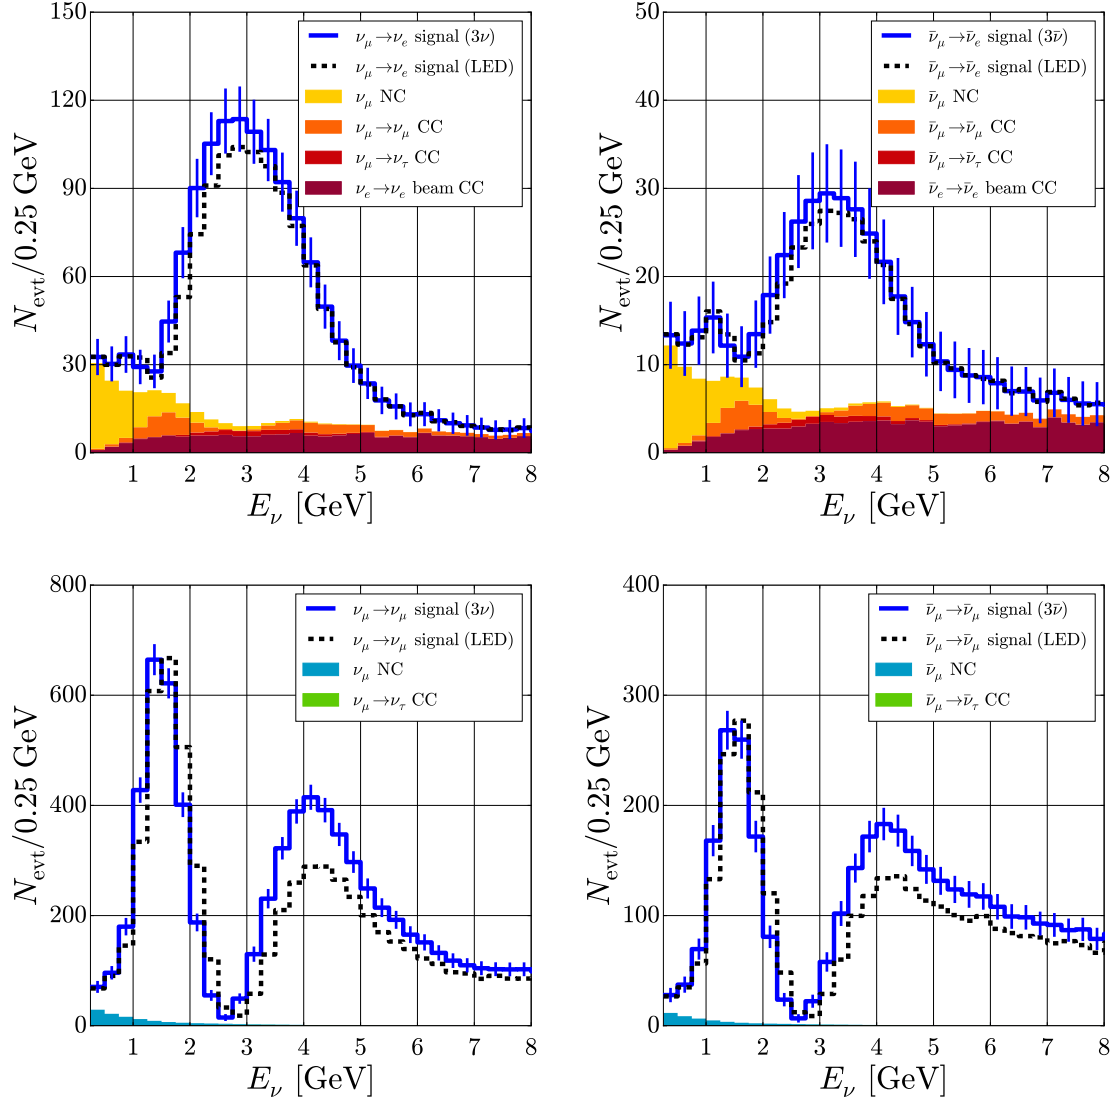 150
120
90
60
30
0
N_evt/0.25 GeV
ν_μ→ν_e signal (3ν)
ν_μ→ν_e signal (LED)
ν_μ NC
ν_μ→ν_μ CC
ν_μ→ν_τ CC
ν_e→ν_e beam CC
1 2 3 4 5 6 7 8
E_ν [GeV]
50
40
30
20
10
0
N_evt/0.25 GeV
ν̄_μ→ν̄_e signal (3ν̄)
ν̄_μ→ν̄_e signal (LED)
ν̄_μ NC
ν̄_μ→ν̄_μ CC
ν̄_μ→ν̄_τ CC
ν̄_e→ν̄_e beam CC
1 2 3 4 5 6 7 8
E_ν [GeV]
800
600
400
200
0
N_evt/0.25 GeV
ν_μ→ν_μ signal (3ν)
ν_μ→ν_μ signal (LED)
ν_μ NC
ν_μ→ν_τ CC
1 2 3 4 5 6 7 8
E_ν [GeV]
400
300
200
100
0
N_evt/0.25 GeV
ν̄_μ→ν̄_μ signal (3ν̄)
ν̄_μ→ν̄_μ signal (LED)
ν̄_μ NC
ν̄_μ→ν̄_τ CC
1 2 3 4 5 6 7 8
E_ν [GeV]